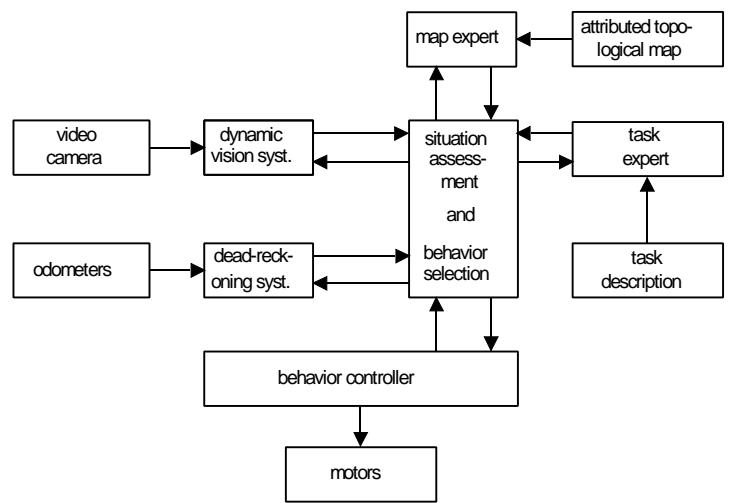 map expert
attributed topo-
logical map
video
camera
dynamic
vision syst.
situation
assess-
ment
and
behavior
selection
task
expert
odometers
dead-reck-
oning syst.
task
description
behavior controller
motors